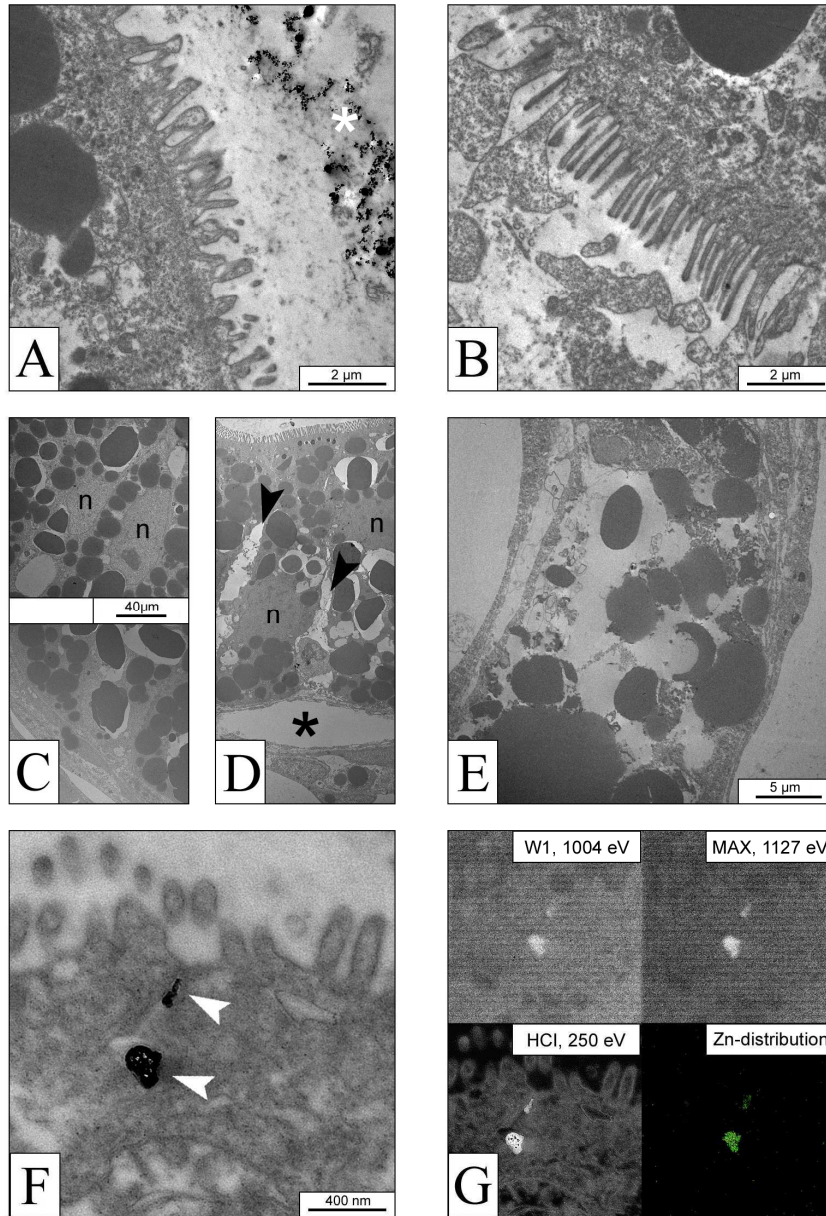 *
A
2 µm
B
2 µm
n
n
40µm
C
n
n
*
D
E
5 µm
F
400 nm
W1, 1004 eV
MAX, 1127 eV
HCI, 250 eV
Zn-distribution
G